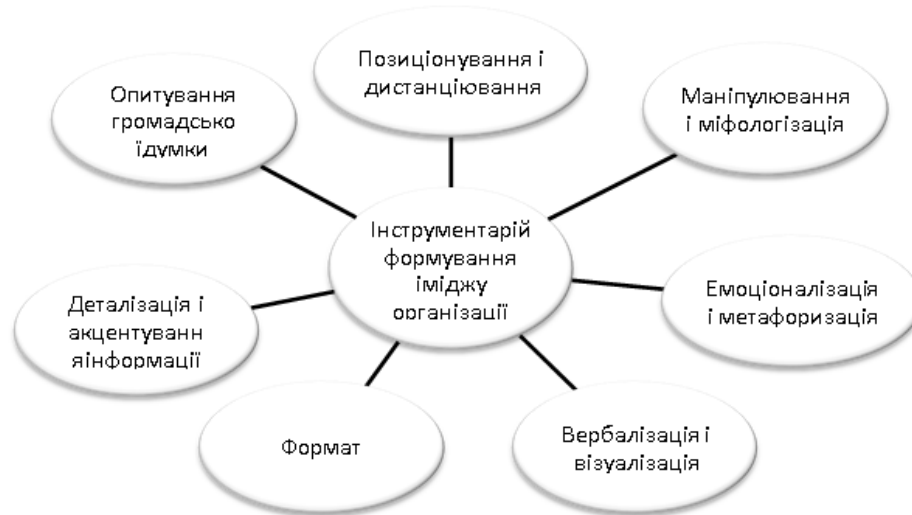 Позиціонування і
дистанціювання
Опитування
громадсько
їдумки
Маніпулювання
і міфологізація
Інструментарій
формування
іміджу
організації
Деталізація і
акцентуванн
яінформації
Емоціоналізація
і метафоризація
Формат
Вербалізація і
візуалізація